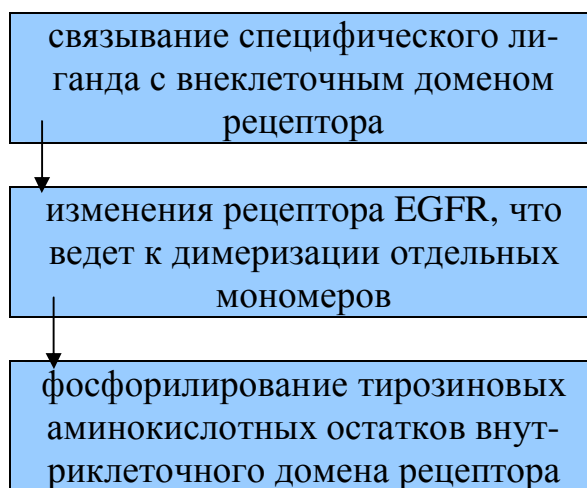 связывание специфического ли-
ганда с внеклеточным доменом
рецептора
изменения рецептора EGFR, что
ведет к димеризации отдельных
мономеров
фосфорилирование тирозиновых
аминокислотных остатков внут-
риклеточного домена рецептора